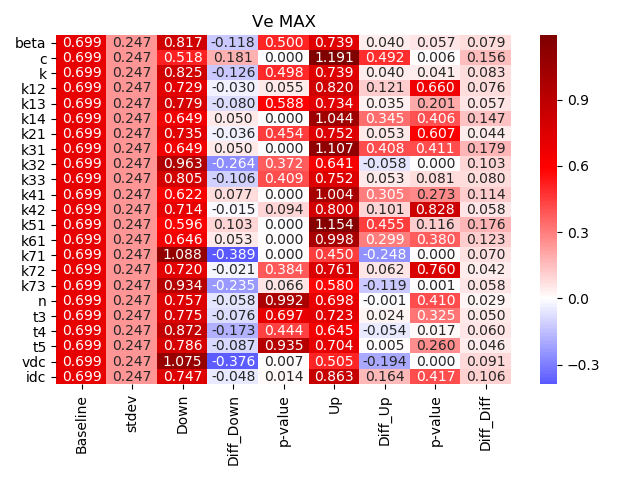 Ve MAX
beta 0.699 0.247 0.817 -0.118 0.500 0.739 0.040 0.057 0.079
c 0.699 0.247 0.518 0.181 0.000 1.191 0.492 0.006 0.156
k 0.699 0.247 0.825 -0.126 0.498 0.739 0.040 0.041 0.083
k12 0.699 0.247 0.729 -0.030 0.055 0.820 0.121 0.660 0.076
k13 0.699 0.247 0.779 -0.080 0.588 0.734 0.035 0.201 0.057
k14 0.699 0.247 0.649 0.050 0.000 1.044 0.345 0.406 0.147
k21 0.699 0.247 0.735 -0.036 0.454 0.752 0.053 0.607 0.044
k31 0.699 0.247 0.649 0.050 0.000 1.107 0.408 0.411 0.179
k32 0.699 0.247 0.963 -0.264 0.372 0.641 -0.058 0.000 0.103
k33 0.699 0.247 0.805 -0.106 0.409 0.752 0.053 0.081 0.080
k41 0.699 0.247 0.622 0.077 0.000 1.004 0.305 0.273 0.114
k42 0.699 0.247 0.714 -0.015 0.094 0.800 0.101 0.828 0.058
k51 0.699 0.247 0.596 0.103 0.000 1.154 0.455 0.116 0.176
k61 0.699 0.247 0.646 0.053 0.000 0.998 0.299 0.380 0.123
k71 0.699 0.247 1.088 -0.389 0.000 0.450 -0.248 0.000 0.070
k72 0.699 0.247 0.720 -0.021 0.384 0.761 0.062 0.760 0.042
k73 0.699 0.247 0.934 -0.235 0.066 0.580 -0.119 0.001 0.058
n 0.699 0.247 0.757 -0.058 0.992 0.698 -0.001 0.410 0.029
t3 0.699 0.247 0.775 -0.076 0.697 0.723 0.024 0.325 0.050
t4 0.699 0.247 0.872 -0.173 0.444 0.645 -0.054 0.017 0.060
t5 0.699 0.247 0.786 -0.087 0.935 0.704 0.005 0.260 0.046
vdc 0.699 0.247 1.075 -0.376 0.007 0.505 -0.194 0.000 0.091
idc 0.699 0.247 0.747 -0.048 0.014 0.863 0.164 0.417 0.106
Baseline stdev Down Diff_Down p-value Up Diff_Up p-value Diff_Diff
0.9
0.6
0.3
0.0
−0.3